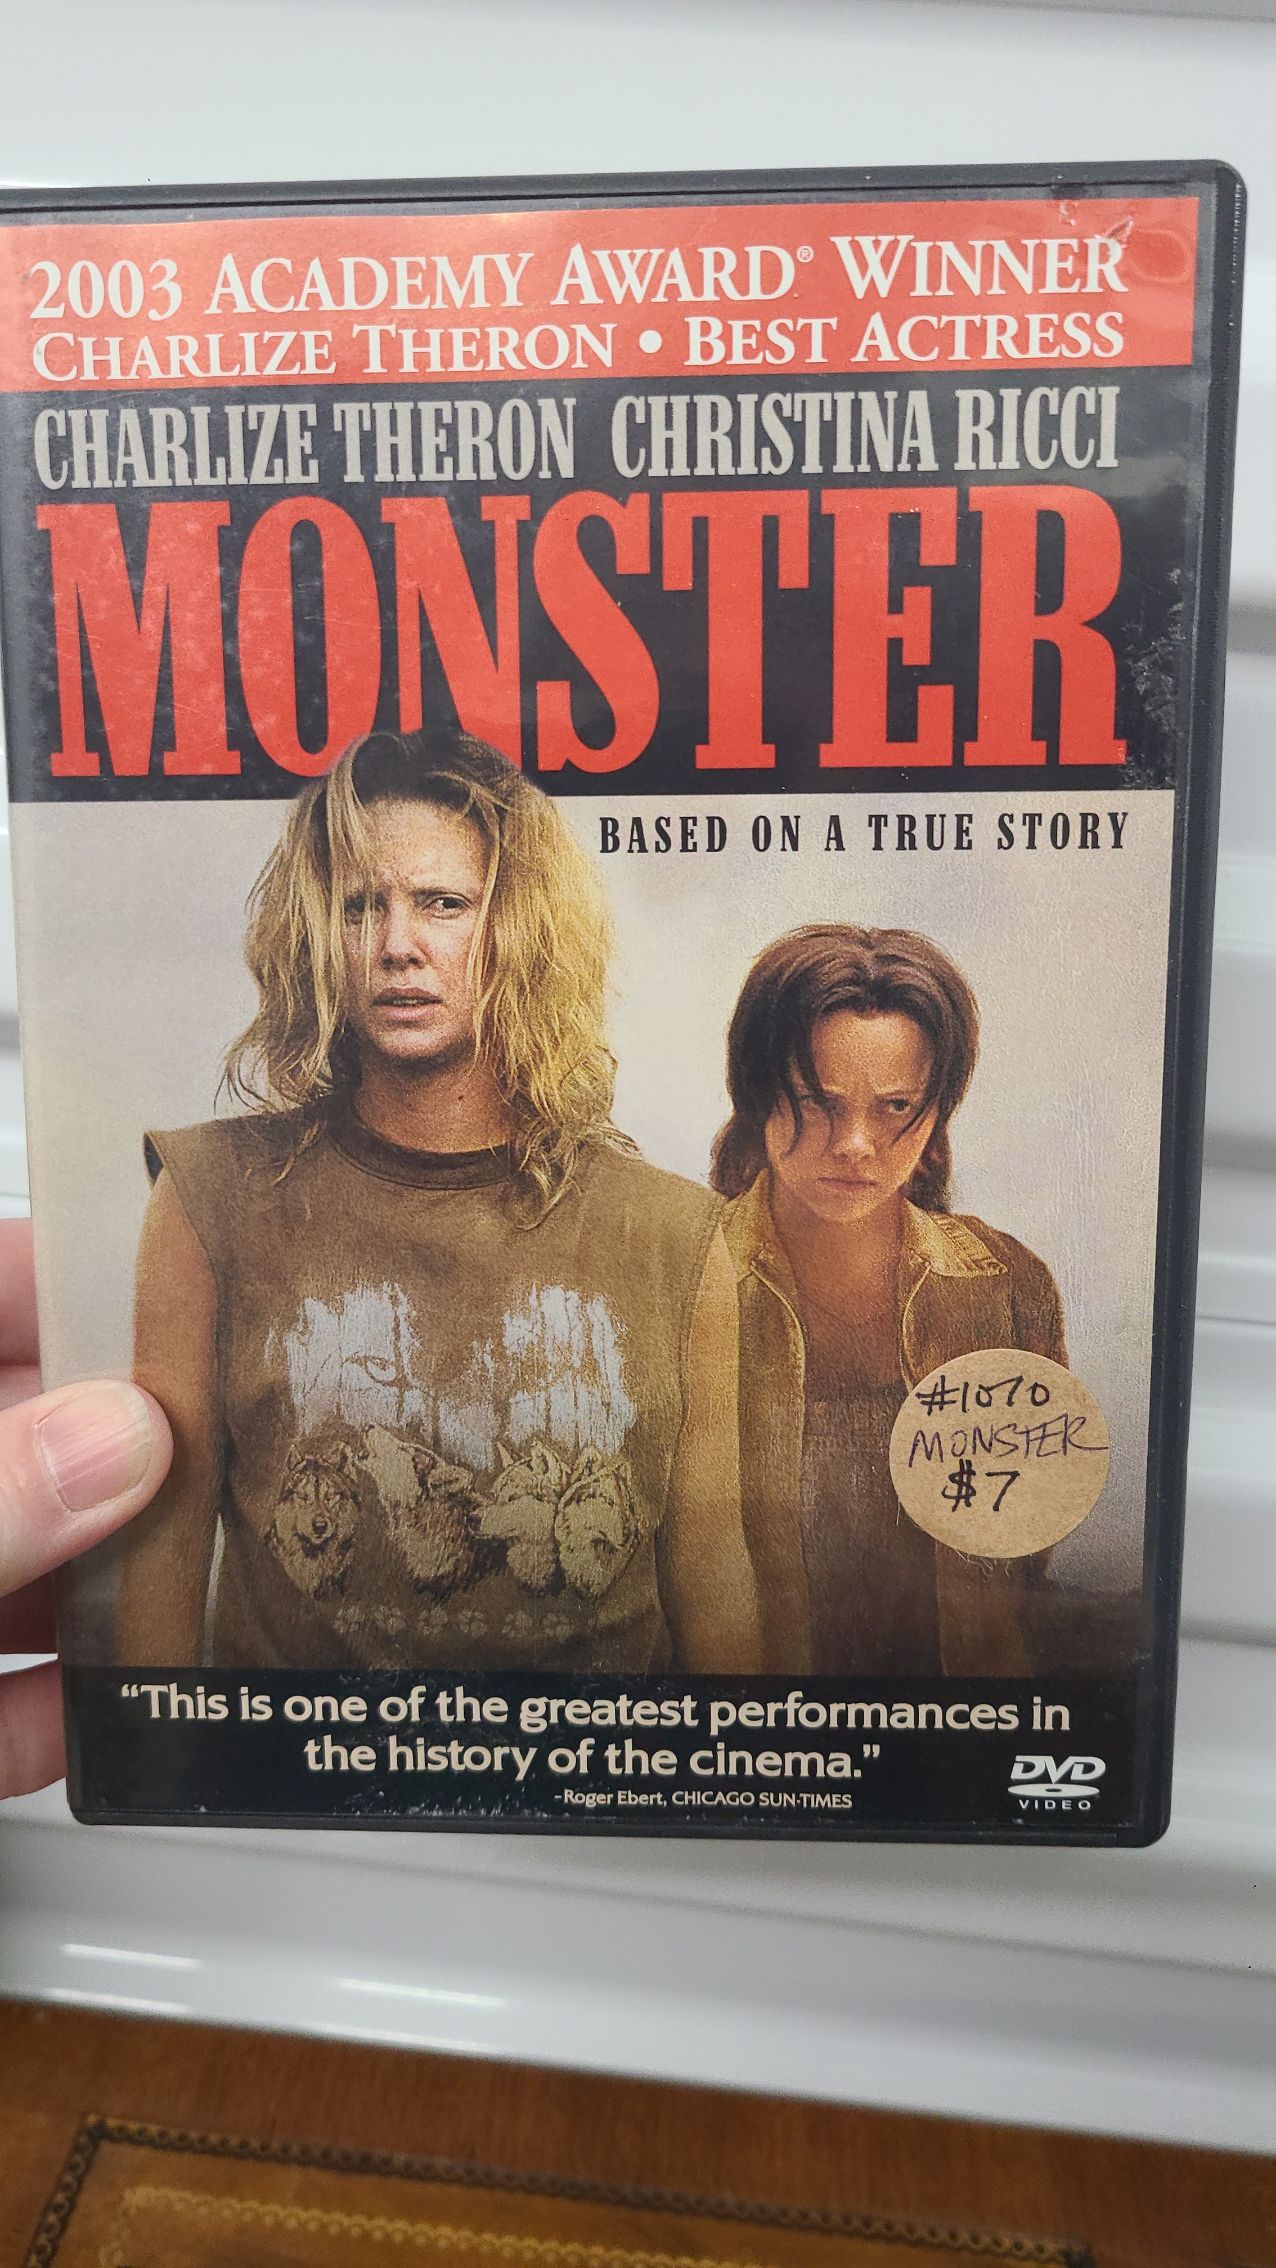 2003 ACADEMY AWARD® WINNER
CHARLIZE THERON • BEST ACTRESS
CHARLIZE THERON CHRISTINA RICCI
MONSTER
BASED ON A TRUE STORY
#1070
MONSTER
$7
“This is one of the greatest performances in
the history of the cinema.”
-Roger Ebert, CHICAGO SUN-TIMES
DVD
VIDEO